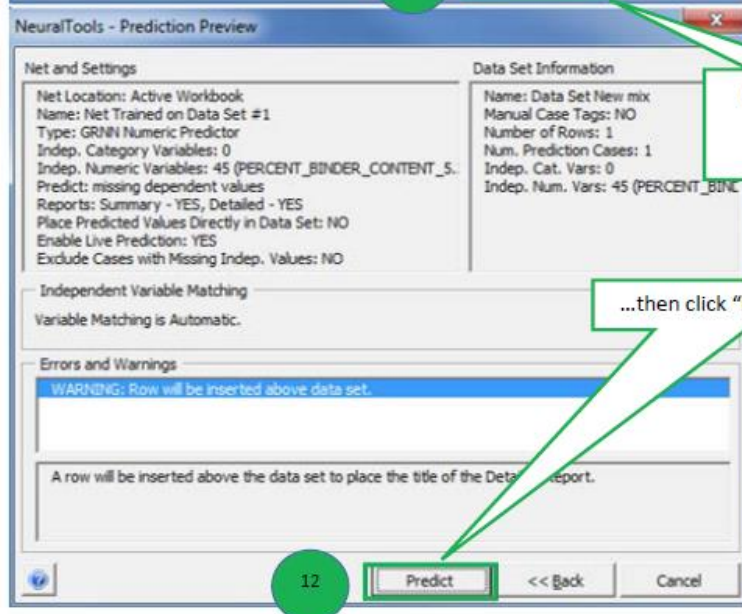 NeuralTools - Prediction Preview
Net and Settings
Net Location: Active Workbook
Name: Net Trained on Data Set #1
Type: GRNN Numeric Predictor
Indep. Category Variables: 0
Indep. Numeric Variables: 45 (PERCENT_BINDER_CONTENT_5.
Predict: missing dependent values
Reports: Summary - YES, Detailed - YES
Place Predicted Values Directly in Data Set: NO
Enable Live Prediction: YES
Exclude Cases with Missing Indep. Values: NO
Data Set Information
Name: Data Set New mix
Manual Case Tags: NO
Number of Rows: 1
Num. Prediction Cases: 1
Indep. Cat. Vars: 0
Indep. Num. Vars: 45 (PERCENT_BIND
Independent Variable Matching
Variable Matching is Automatic.
...then click "
Errors and Warnings
WARNING: Row will be inserted above data set.
A row will be inserted above the data set to place the title of the Report.
12
Predict
<< Back
Cancel